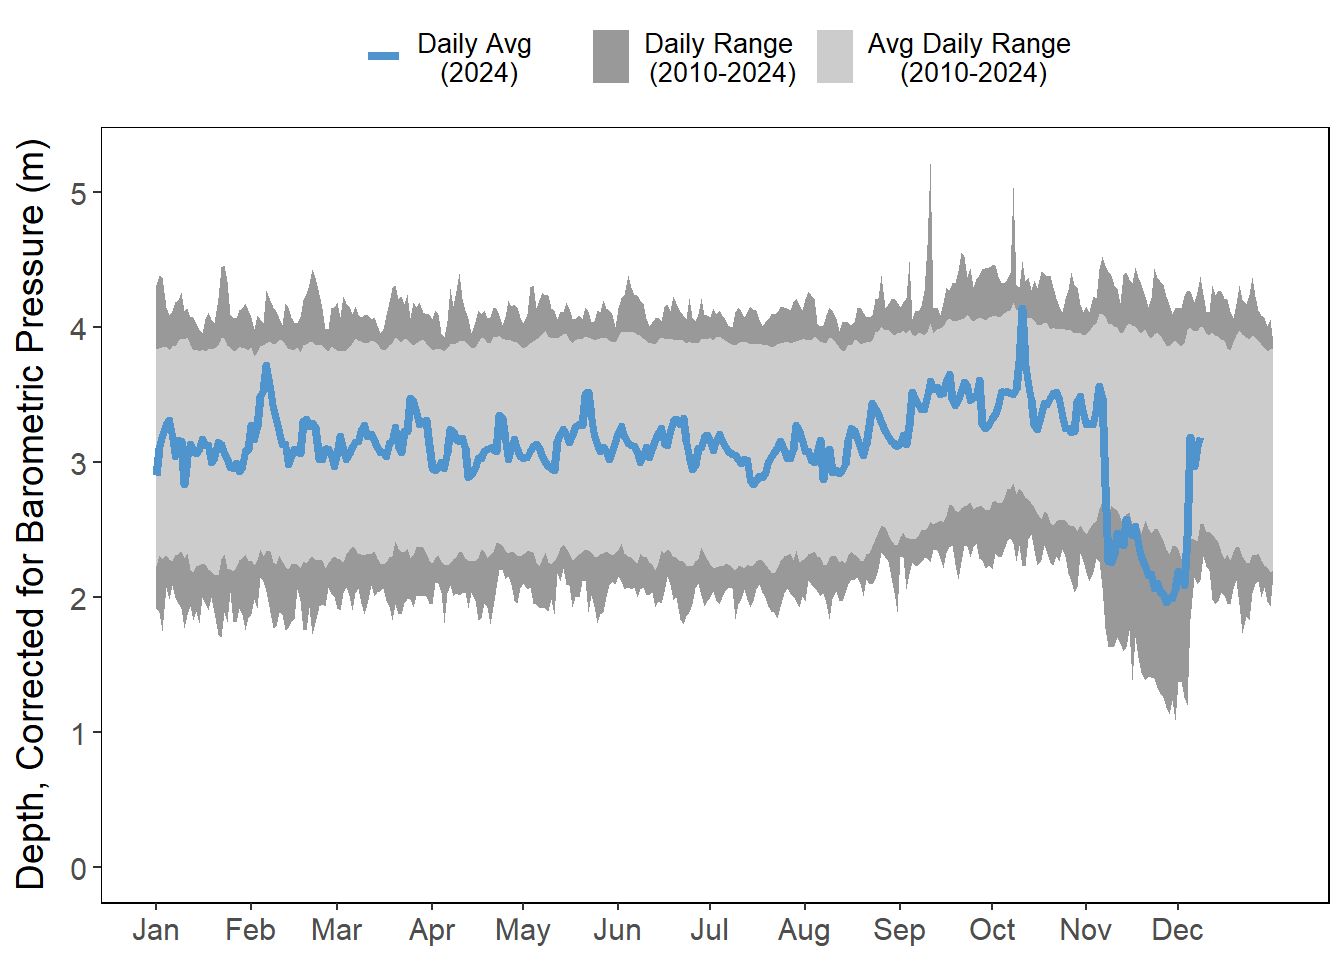 Daily Avg
(2024)
Daily Range
(2010-2024)
Avg Daily Range
(2010-2024)
Depth, Corrected for Barometric Pressure (m)
5
4
3
2
1
0
Jan Feb Mar Apr May Jun Jul Aug Sep Oct Nov Dec